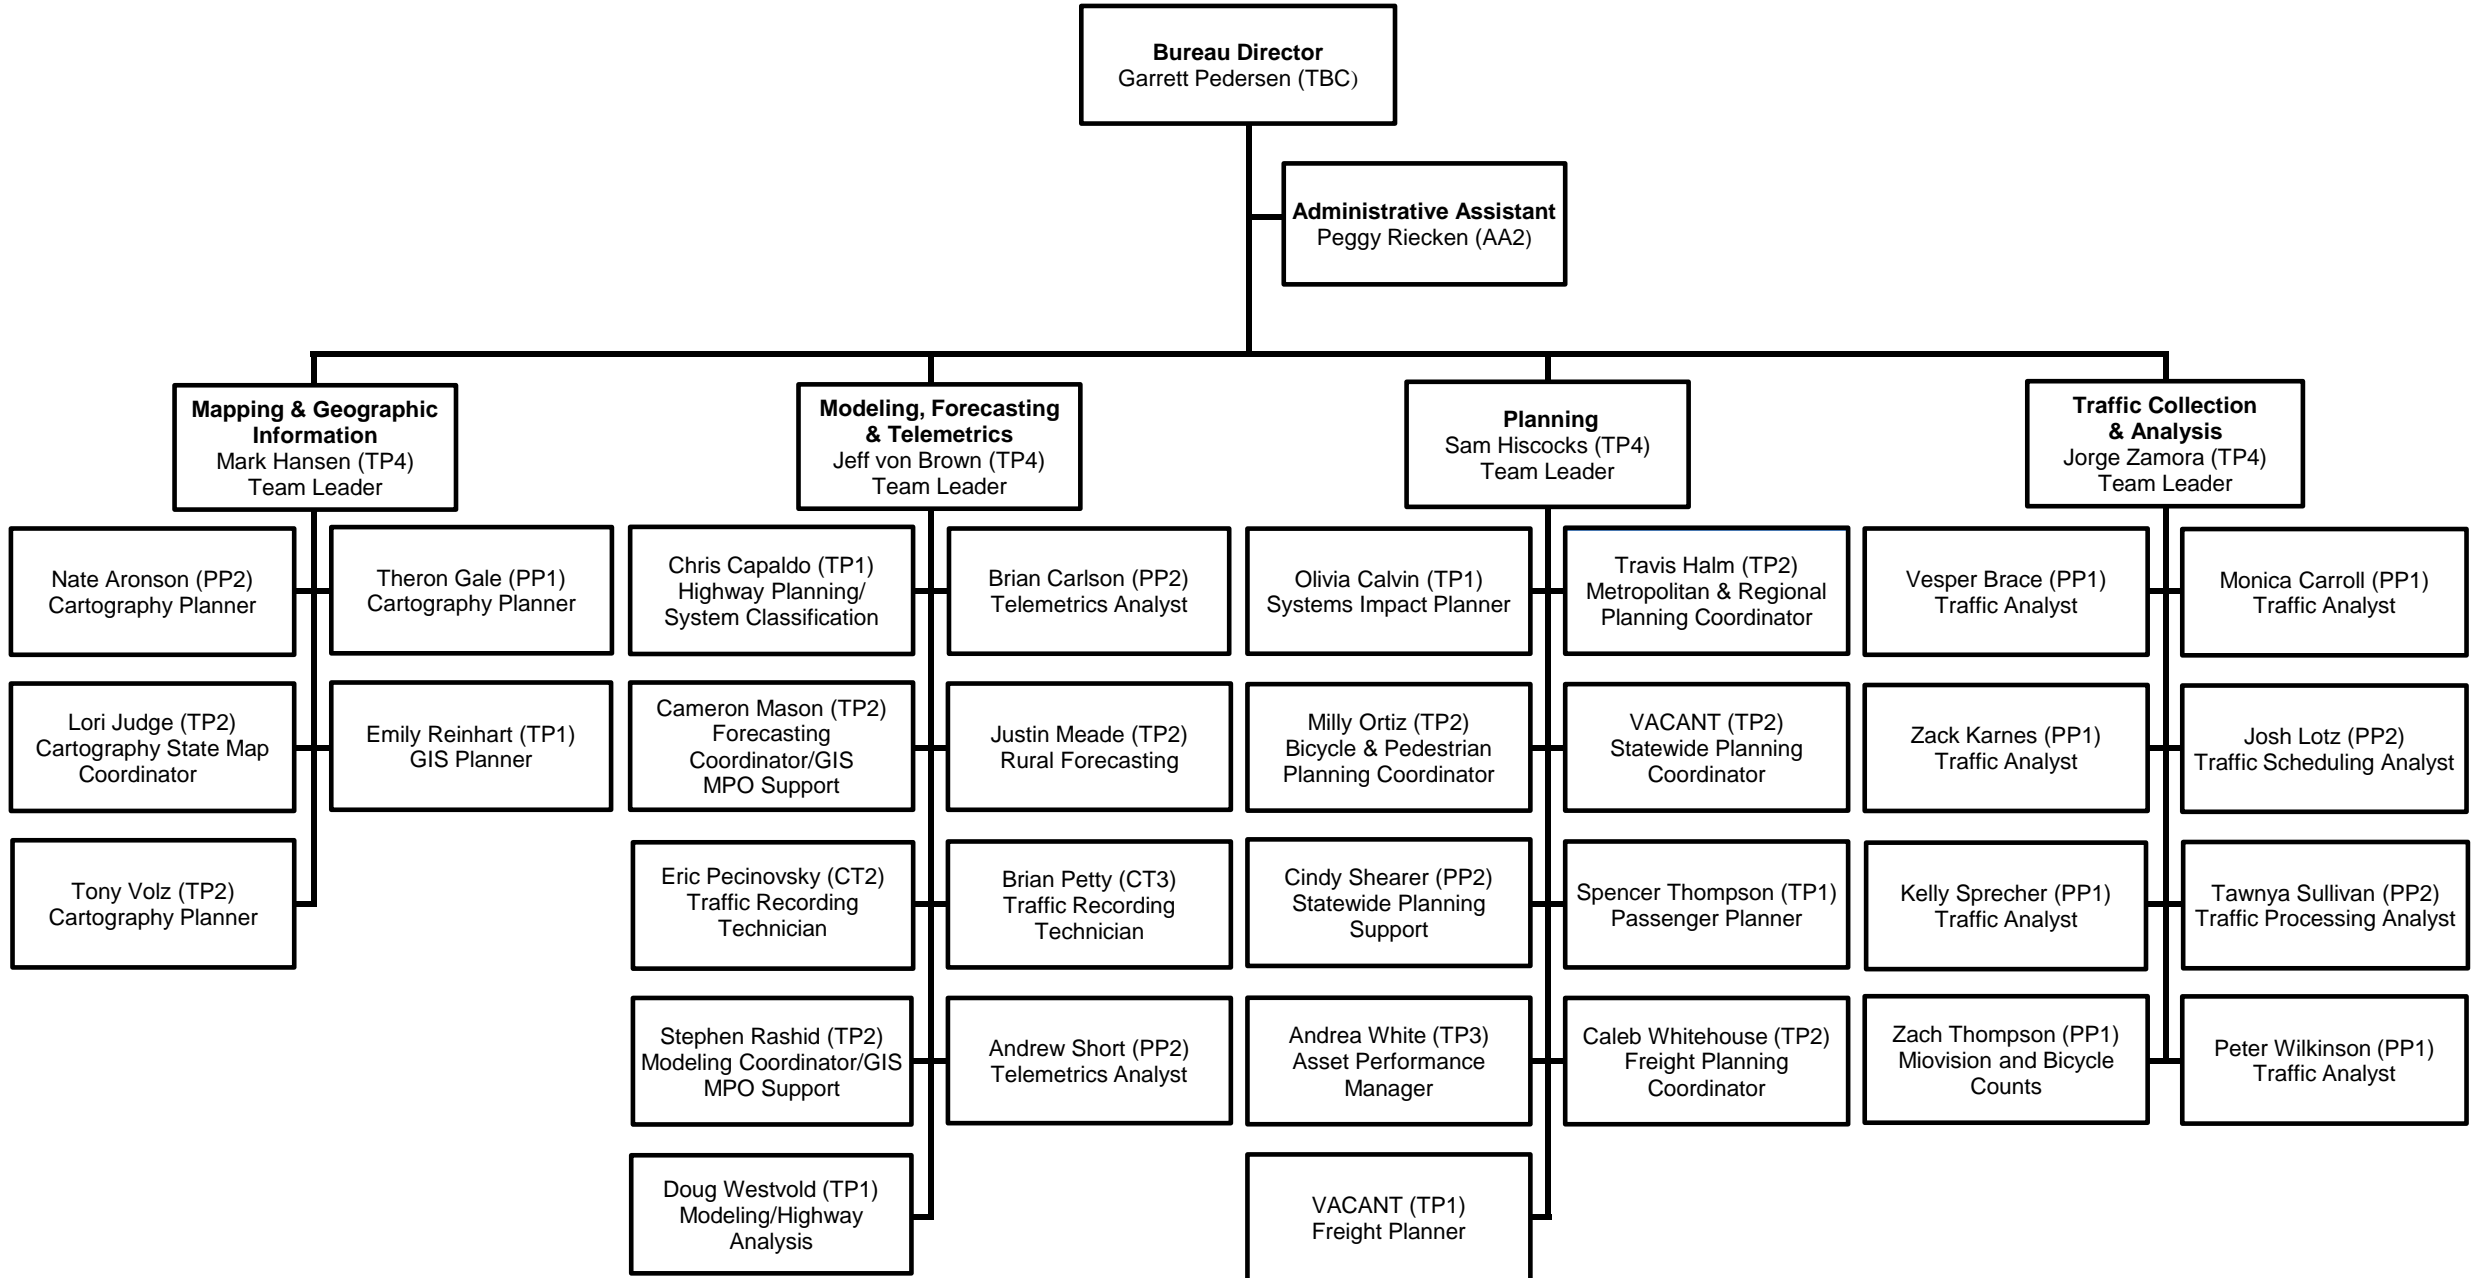 Bureau Director
Garrett Pedersen (TBC)
Administrative Assistant
Peggy Riecken (AA2)
Mapping & Geographic
Information
Mark Hansen (TP4)
Team Leader
Nate Aronson (PP2)
Cartography Planner
Theron Gale (PP1)
Cartography Planner
Lori Judge (TP2)
Cartography State Map
Coordinator
Emily Reinhart (TP1)
GIS Planner
Tony Volz (TP2)
Cartography Planner
Modeling, Forecasting
& Telemetrics
Jeff von Brown (TP4)
Team Leader
Chris Capaldo (TP1)
Highway Planning/
System Classification
Brian Carlson (PP2)
Telemetrics Analyst
Cameron Mason (TP2)
Forecasting
Coordinator/GIS
MPO Support
Justin Meade (TP2)
Rural Forecasting
Eric Pecinovsky (CT2)
Traffic Recording
Technician
Brian Petty (CT3)
Traffic Recording
Technician
Stephen Rashid (TP2)
Modeling Coordinator/GIS
MPO Support
Andrew Short (PP2)
Telemetrics Analyst
Doug Westvold (TP1)
Modeling/Highway
Analysis
Planning
Sam Hiscocks (TP4)
Team Leader
Olivia Calvin (TP1)
Systems Impact Planner
Travis Halm (TP2)
Metropolitan & Regional
Planning Coordinator
Milly Ortiz (TP2)
Bicycle & Pedestrian
Planning Coordinator
VACANT (TP2)
Statewide Planning
Coordinator
Cindy Shearer (PP2)
Statewide Planning
Support
Spencer Thompson (TP1)
Passenger Planner
Andrea White (TP3)
Asset Performance
Manager
Caleb Whitehouse (TP2)
Freight Planning
Coordinator
VACANT (TP1)
Freight Planner
Traffic Collection
& Analysis
Jorge Zamora (TP4)
Team Leader
Vesper Brace (PP1)
Traffic Analyst
Monica Carroll (PP1)
Traffic Analyst
Zack Karnes (PP1)
Traffic Analyst
Josh Lotz (PP2)
Traffic Scheduling Analyst
Kelly Sprecher (PP1)
Traffic Analyst
Tawnya Sullivan (PP2)
Traffic Processing Analyst
Zach Thompson (PP1)
Miovision and Bicycle
Counts
Peter Wilkinson (PP1)
Traffic Analyst